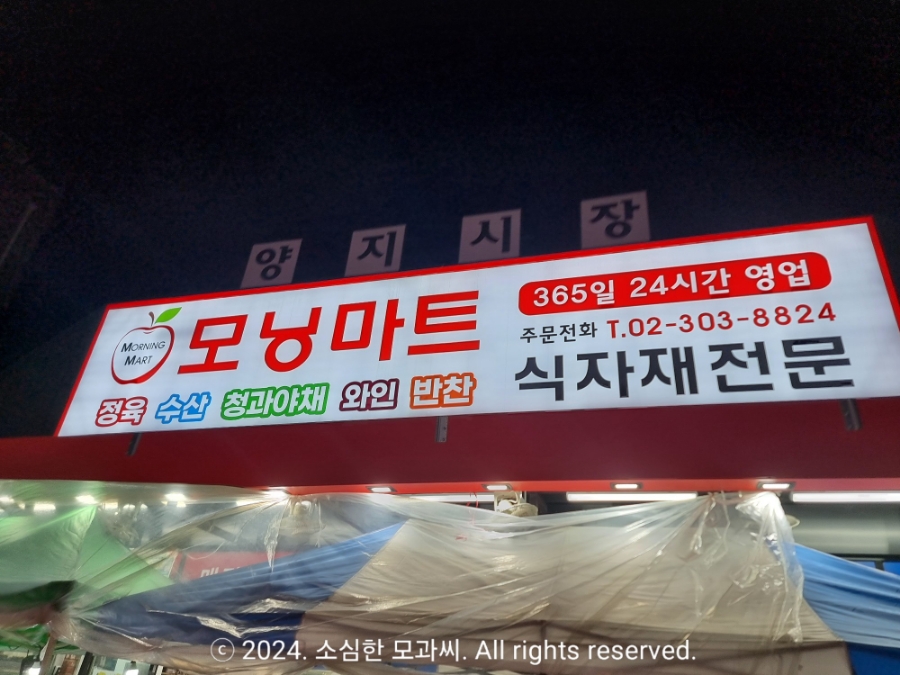 양지시장
MORNING
MART
모닝마트
365일 24시간 영업
주문전화 T.02-303-8824
정육 수산 청과야채 와인 반찬
식자재전문
ⓒ 2024. 소심한 모과씨. All rights reserved.